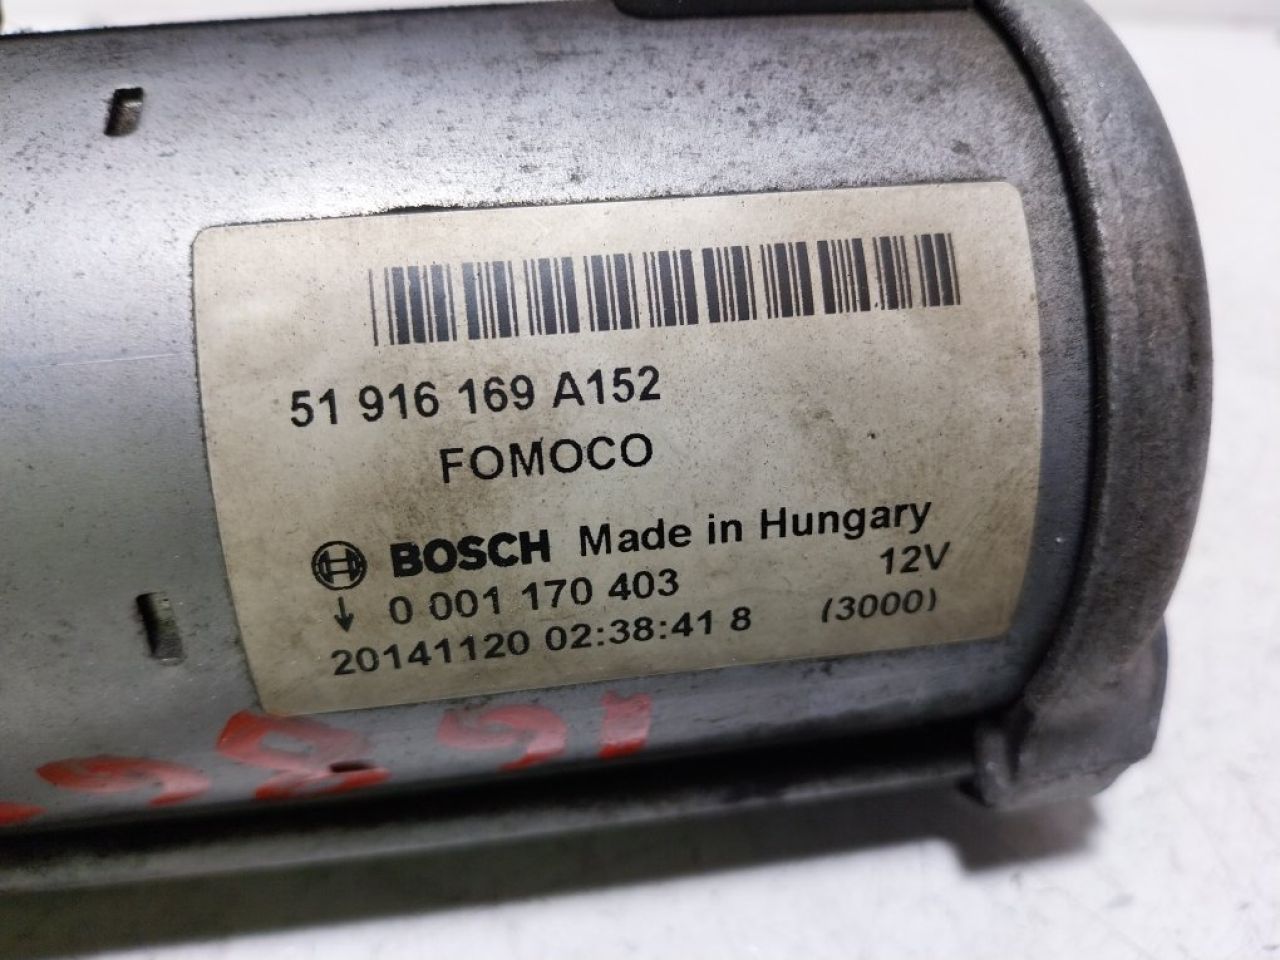 51 916 169 A152
FOMOCO
BOSCH Made in Hungary
↓ 0 001 170 403 12V
20141120 02:38:41 8 (3000)